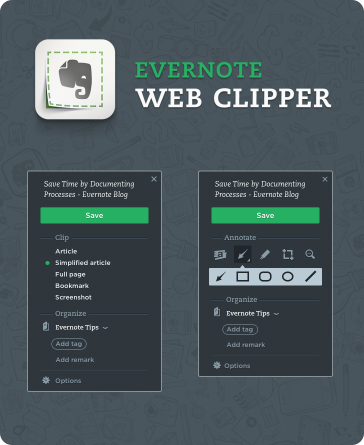 EVERNOTE
WEB CLIPPER
Save Time by Documenting
Processes - Evernote Blog
Save
Clip
Article
Simplified article
Full page
Bookmark
Screenshot
Organize
Evernote Tips
Add tag
Add remark
Options
Save Time by Documenting
Processes - Evernote Blog
Save
Annotate
a
Organize
Evernote Tips
Add tag
Add remark
Options